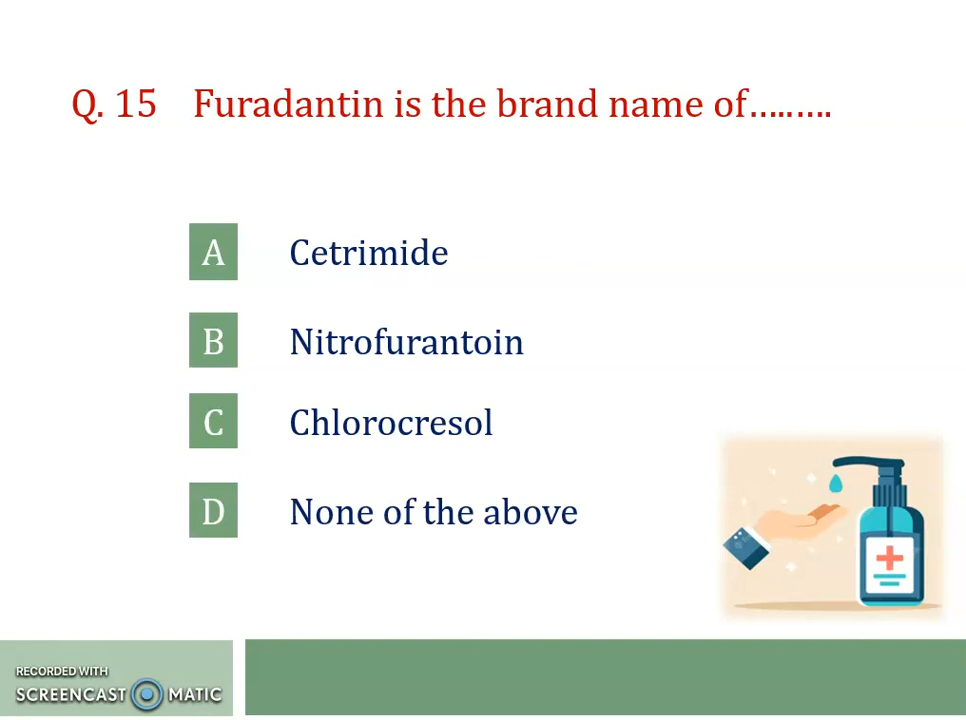 Q. 15 Furadantin is the brand name of.........
A Cetrimide
B Nitrofurantoin
C Chlorocresol
D None of the above
RECORDED WITH
SCREENCAST MATIC